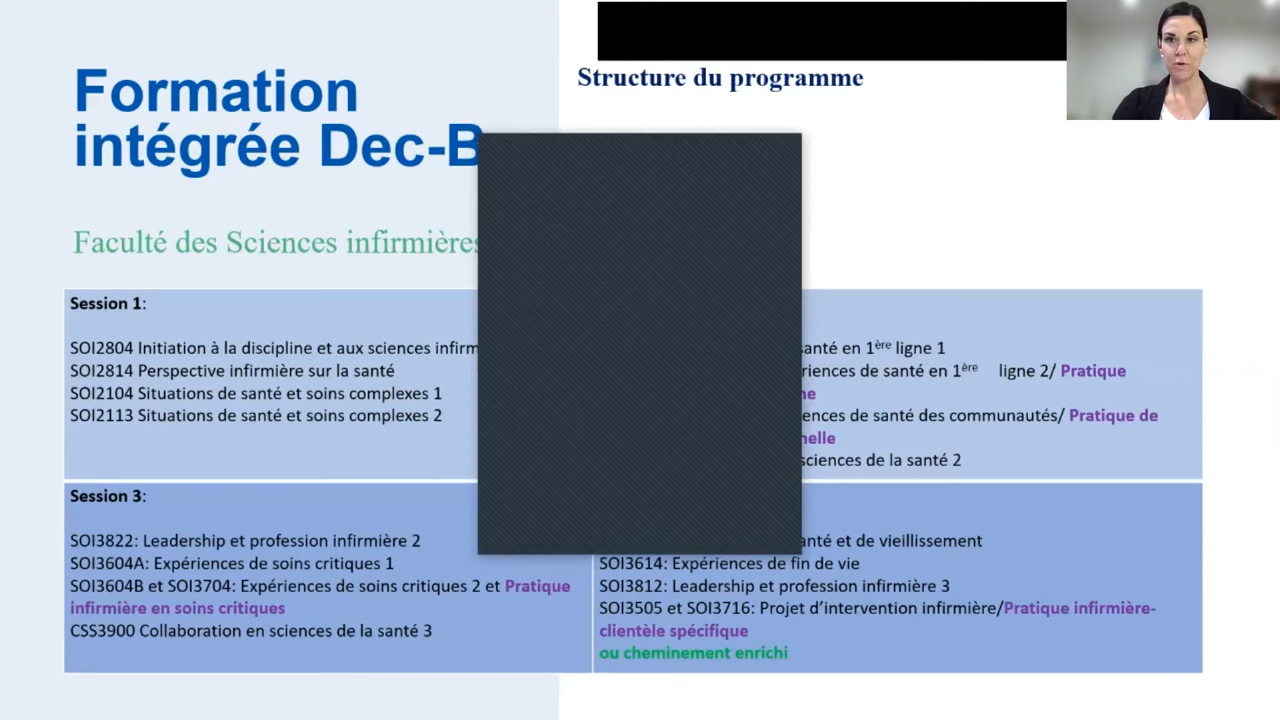 Structure du programme
Formation
intégrée Dec-B
Faculté des Sciences infirmières
Session 1:
SOI2804 Initiation à la discipline et aux sciences infirm
SOI2814 Perspective infirmière sur la santé
SOI2104 Situations de santé et soins complexes 1
SOI2113 Situations de santé et soins complexes 2
santé en 1ère ligne 1
riences de santé en 1ère ligne 2/ Pratique
ne
ences de santé des communautés/ Pratique de
nelle
sciences de la santé 2
Session 3:
SOI3822: Leadership et profession infirmière 2
SOI3604A: Expériences de soins critiques 1
SOI3604B et SOI3704: Expériences de soins critiques 2 et Pratique
infirmière en soins critiques
CSS3900 Collaboration en sciences de la santé 3
anté et de vieillissement
SOI3614: Expériences de fin de vie
SOI3812: Leadership et profession infirmière 3
SOI3505 et SOI3716: Projet d'intervention infirmière/Pratique infirmière-
clientèle spécifique
ou cheminement enrichi